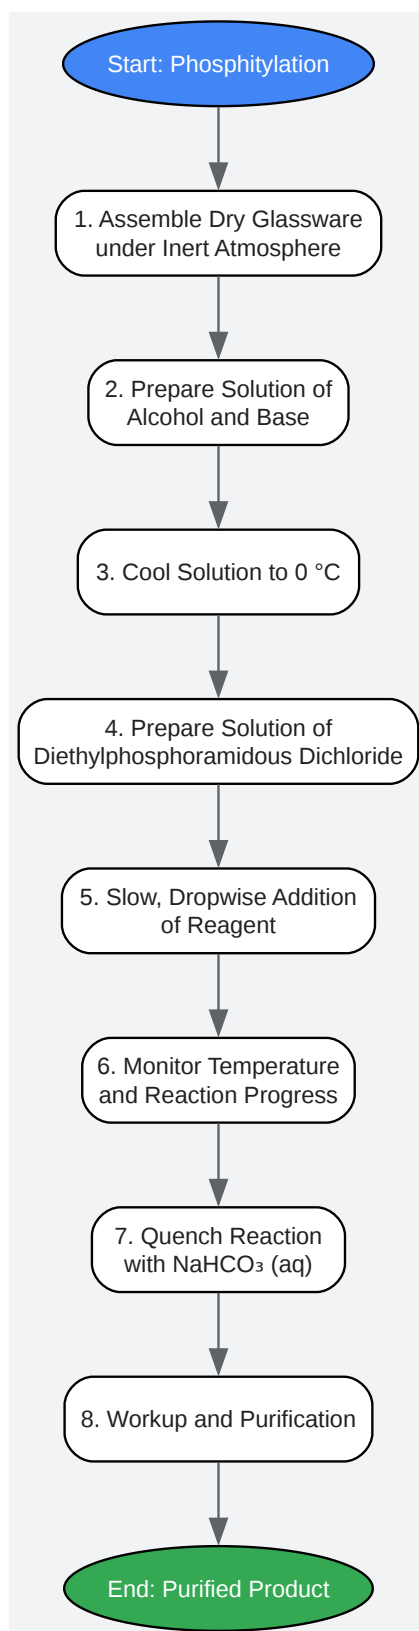 Start: Phosphitylation
1. Assemble Dry Glassware
under Inert Atmosphere
2. Prepare Solution of
Alcohol and Base
3. Cool Solution to 0 °C
4. Prepare Solution of
Diethylphosphoramidous Dichloride
5. Slow, Dropwise Addition
of Reagent
6. Monitor Temperature
and Reaction Progress
7. Quench Reaction
with NaHCO₃ (aq)
8. Workup and Purification
End: Purified Product